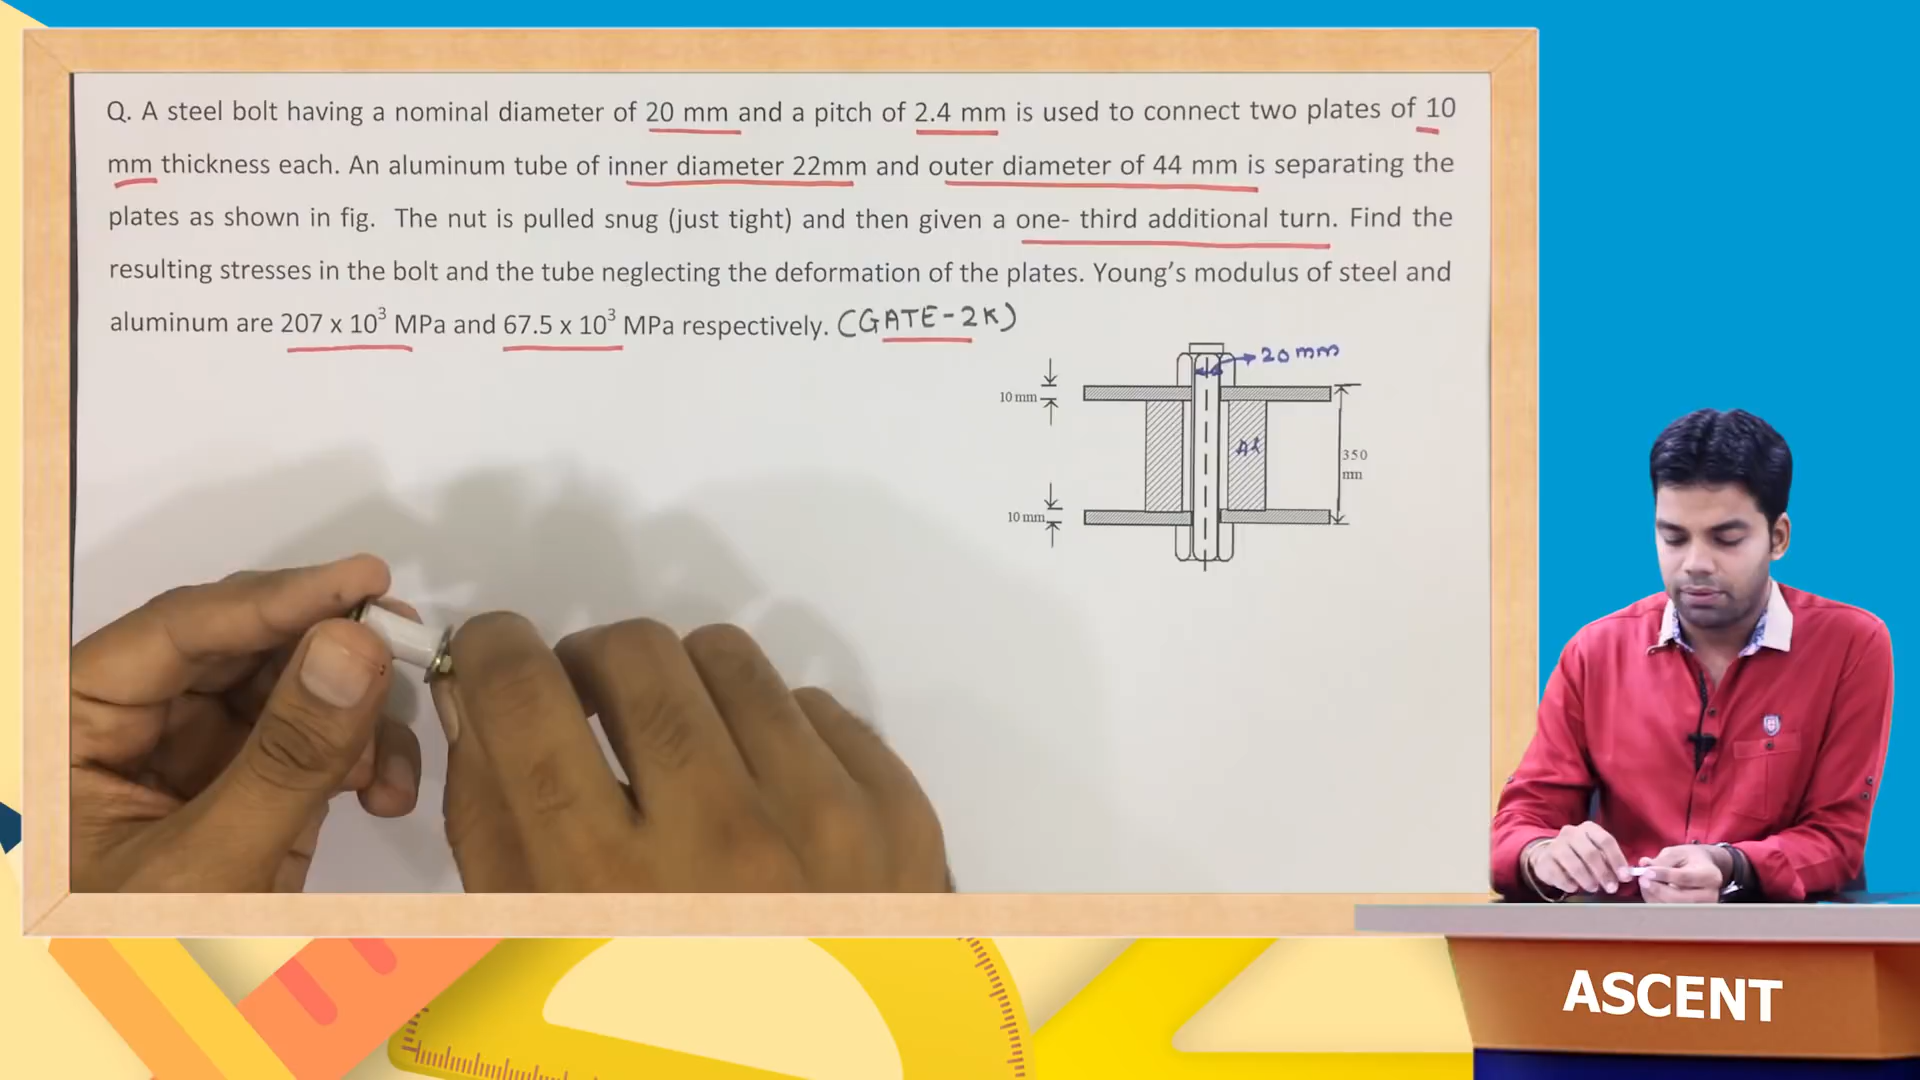 Q. A steel bolt having a nominal diameter of 20 mm and a pitch of 2.4 mm is used to connect two plates of 10
mm thickness each. An aluminum tube of inner diameter 22mm and outer diameter of 44 mm is separating the
plates as shown in fig. The nut is pulled snug (just tight) and then given a one- third additional turn. Find the
resulting stresses in the bolt and the tube neglecting the deformation of the plates. Young's modulus of steel and
aluminum are 207 x 10³ MPa and 67.5 x 10³ MPa respectively. (GATE-2K)
20 mm
10 mm
Al
350
mm
10 mm
ASCENT